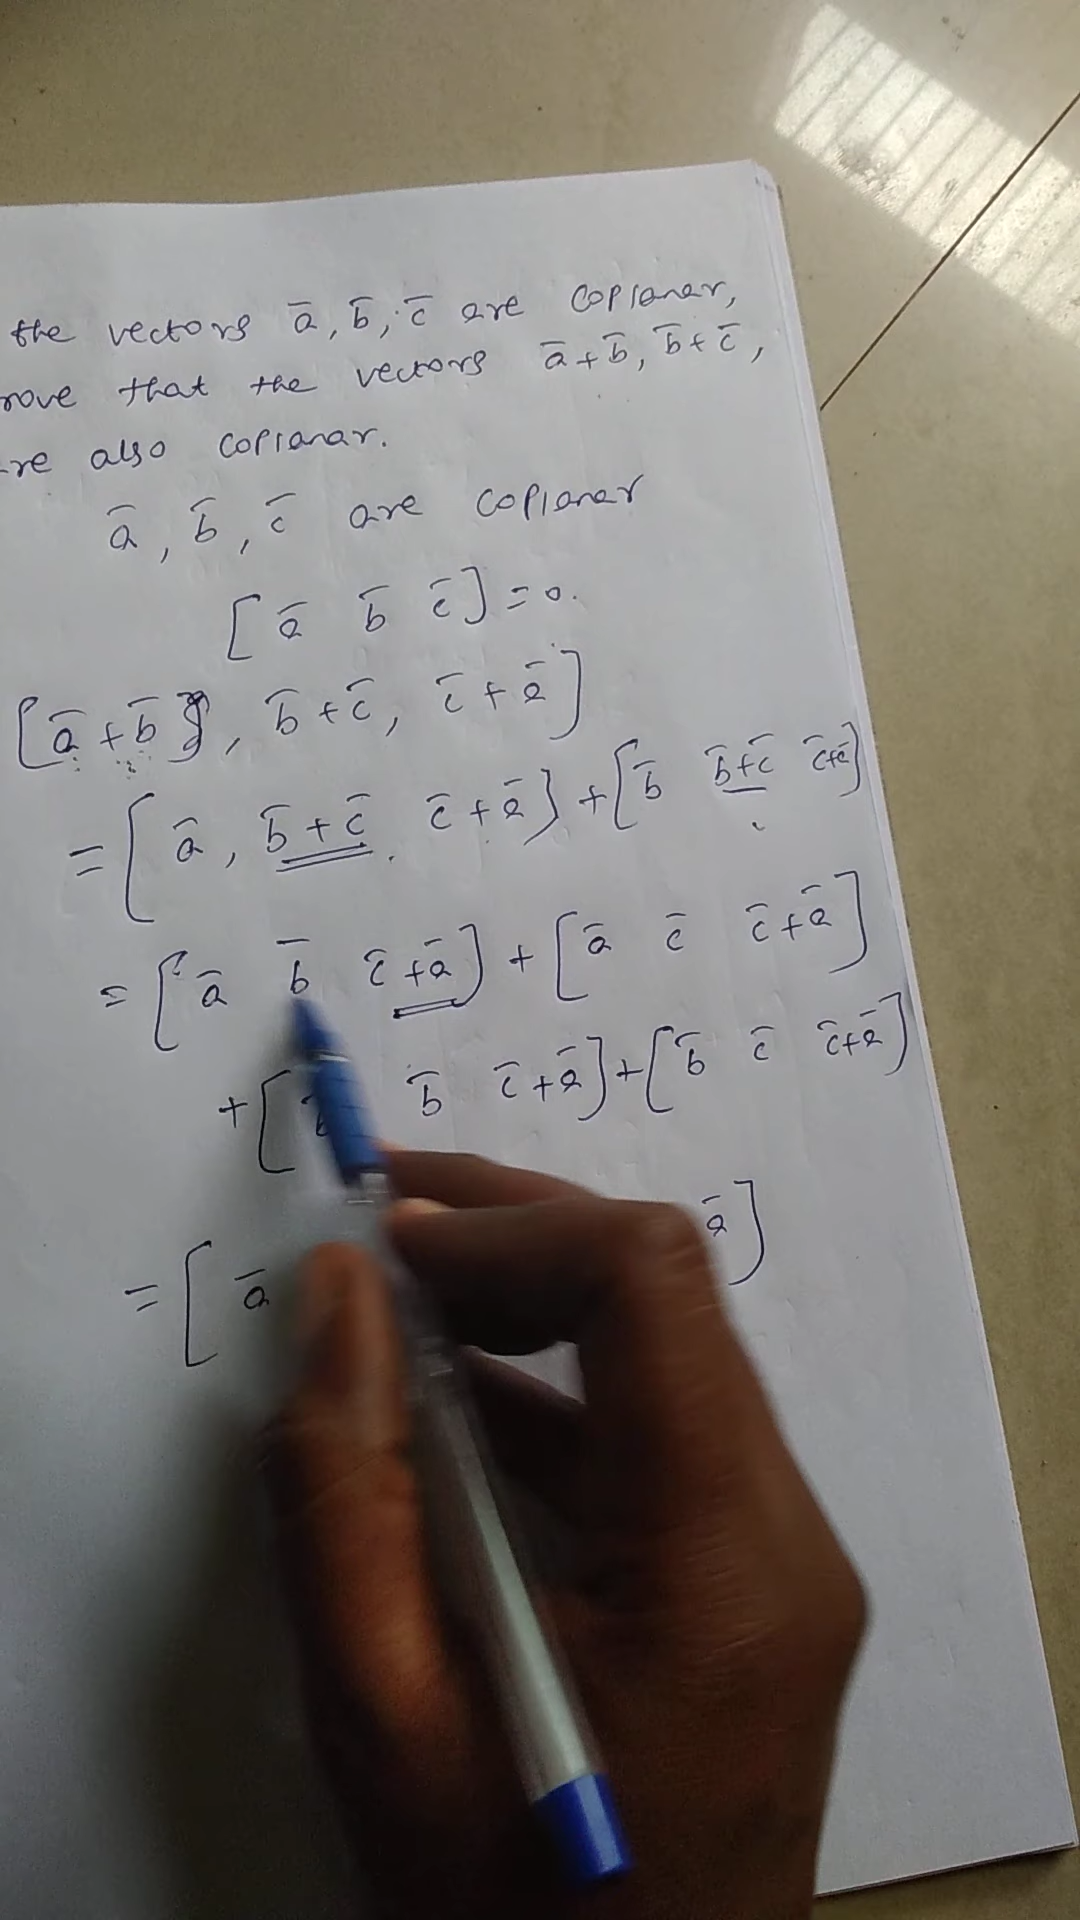 the vectors a̅, b̅, c̅ are coplanar,
rove that the vectors a̅+b̅, b̅+c̅,
re also coplanar.
a̅, b̅, c̅ are coplanar
[a̅ b̅ c̅] = 0.
[a̅+b̅], b̅+c̅, c̅+a̅]
= [a̅, b̅+c̅, c̅+a̅] + [b̅ b̅+c̅ c̅+a̅]
= [a̅ b̅ c̅+a̅] + [a̅ c̅ c̅+a̅]
+ [b̅ b̅ c̅+a̅] + [b̅ c̅ c̅+a̅]
= [a̅ a̅]